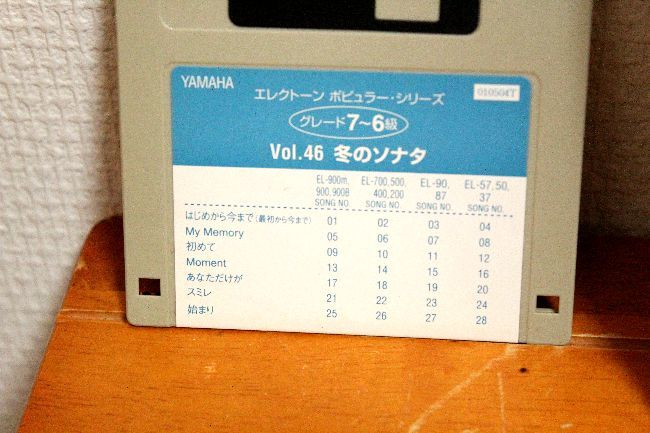 YAMAHA
エレクトーン ポピュラー・シリーズ
010504T
グレード7〜6級
Vol.46 冬のソナタ
EL-900m, EL-700,500, EL-90, EL-57,50,
900,900B 400,200 87 37
SONG NO. SONG NO. SONG NO. SONG NO.
はじめから今まで(最初から今まで) 01 02 03 04
My Memory 05 06 07 08
初めて 09 10 11 12
Moment 13 14 15 16
あなただけが 17 18 19 20
スミレ 21 22 23 24
始まり 25 26 27 28